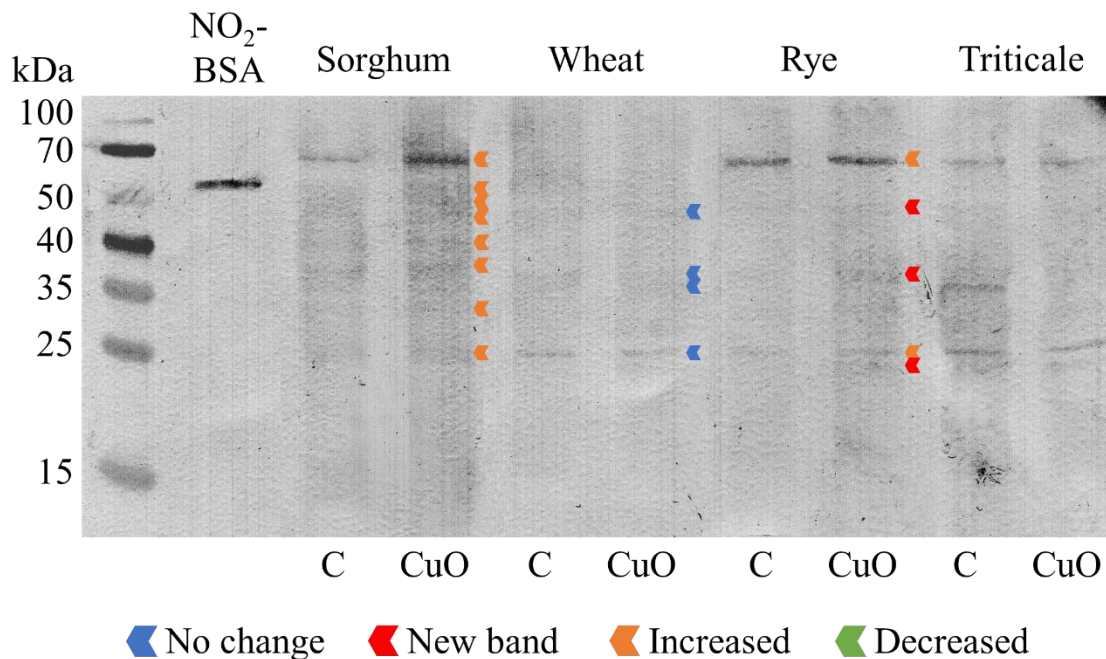 NO₂-
BSA
kDa
Sorghum Wheat Rye Triticale
100
70
50
40
35
25
15
C CuO C CuO C CuO C CuO
No change New band Increased Decreased